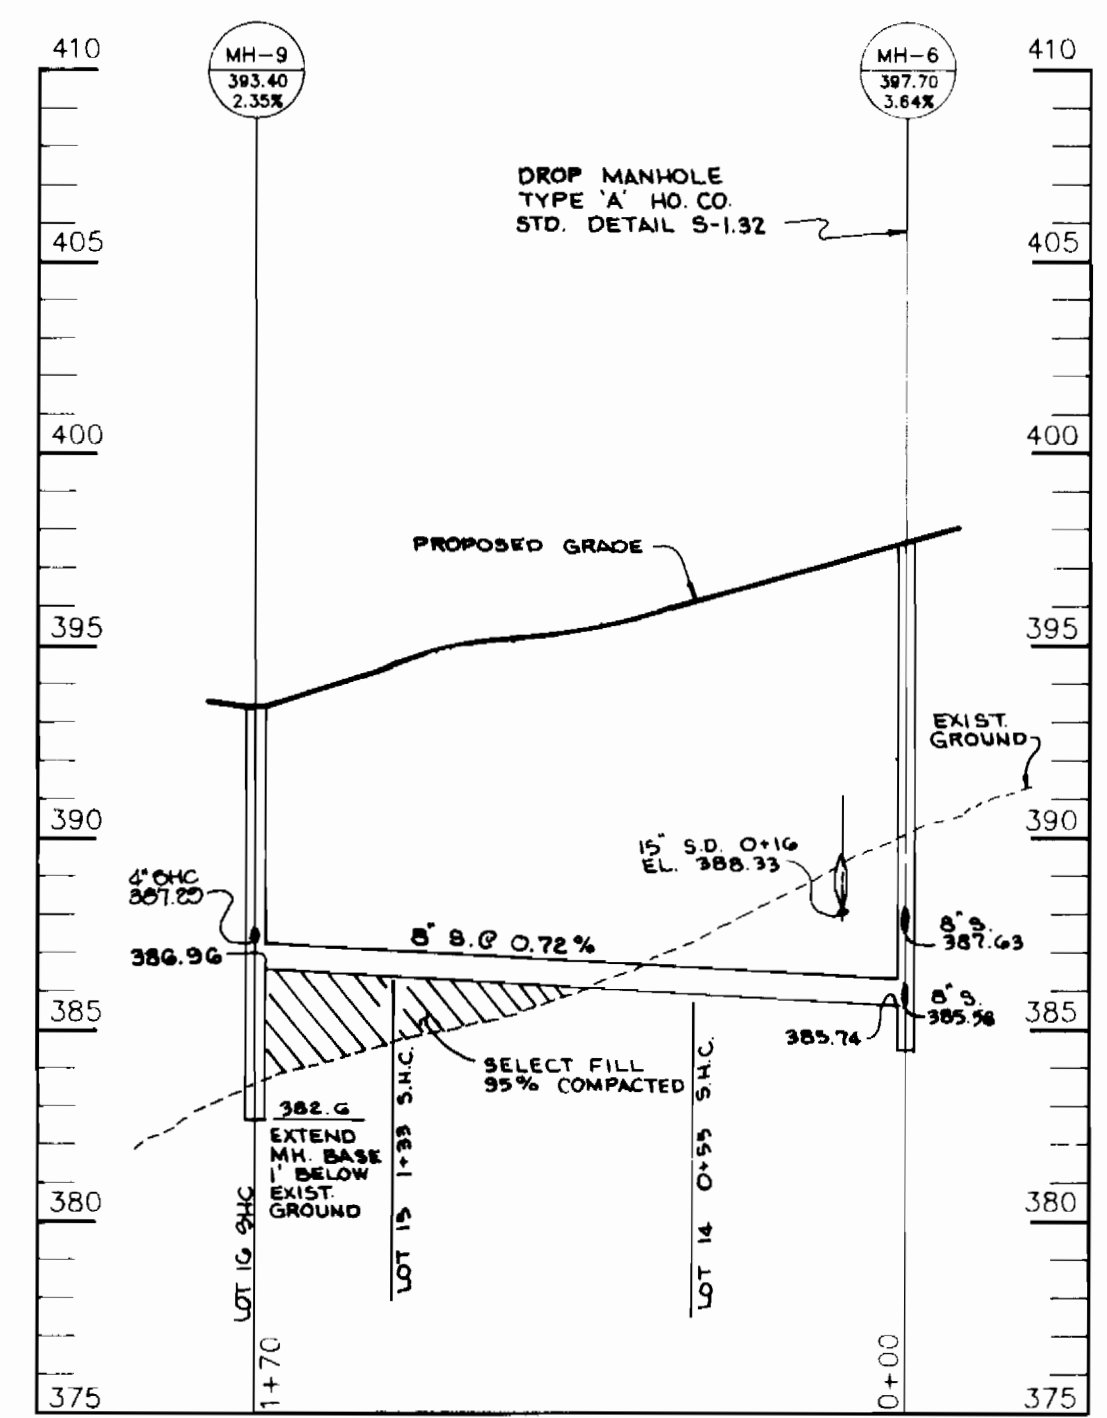 410
MH-9
393.40
2.35%
MH-6
397.70
3.64%
410
DROP MANHOLE
TYPE 'A' HO. CO.
STD. DETAIL S-1.32
405
405
400
400
PROPOSED GRADE
395
395
EXIST.
GROUND
390
390
15" S.D. 0+16
EL. 388.33
4" SHC
387.29
386.96
8" S.@ 0.72%
8" S.
387.63
8" S.
385.56
385
385
385.74
SELECT FILL
95% COMPACTED
382.6
EXTEND
MH. BASE
1' BELOW
EXIST.
GROUND
LOT 16 SHC
LOT 15 1+33 S.H.C.
LOT 14 0+55 S.H.C.
380
380
1+70
0+00
375
375